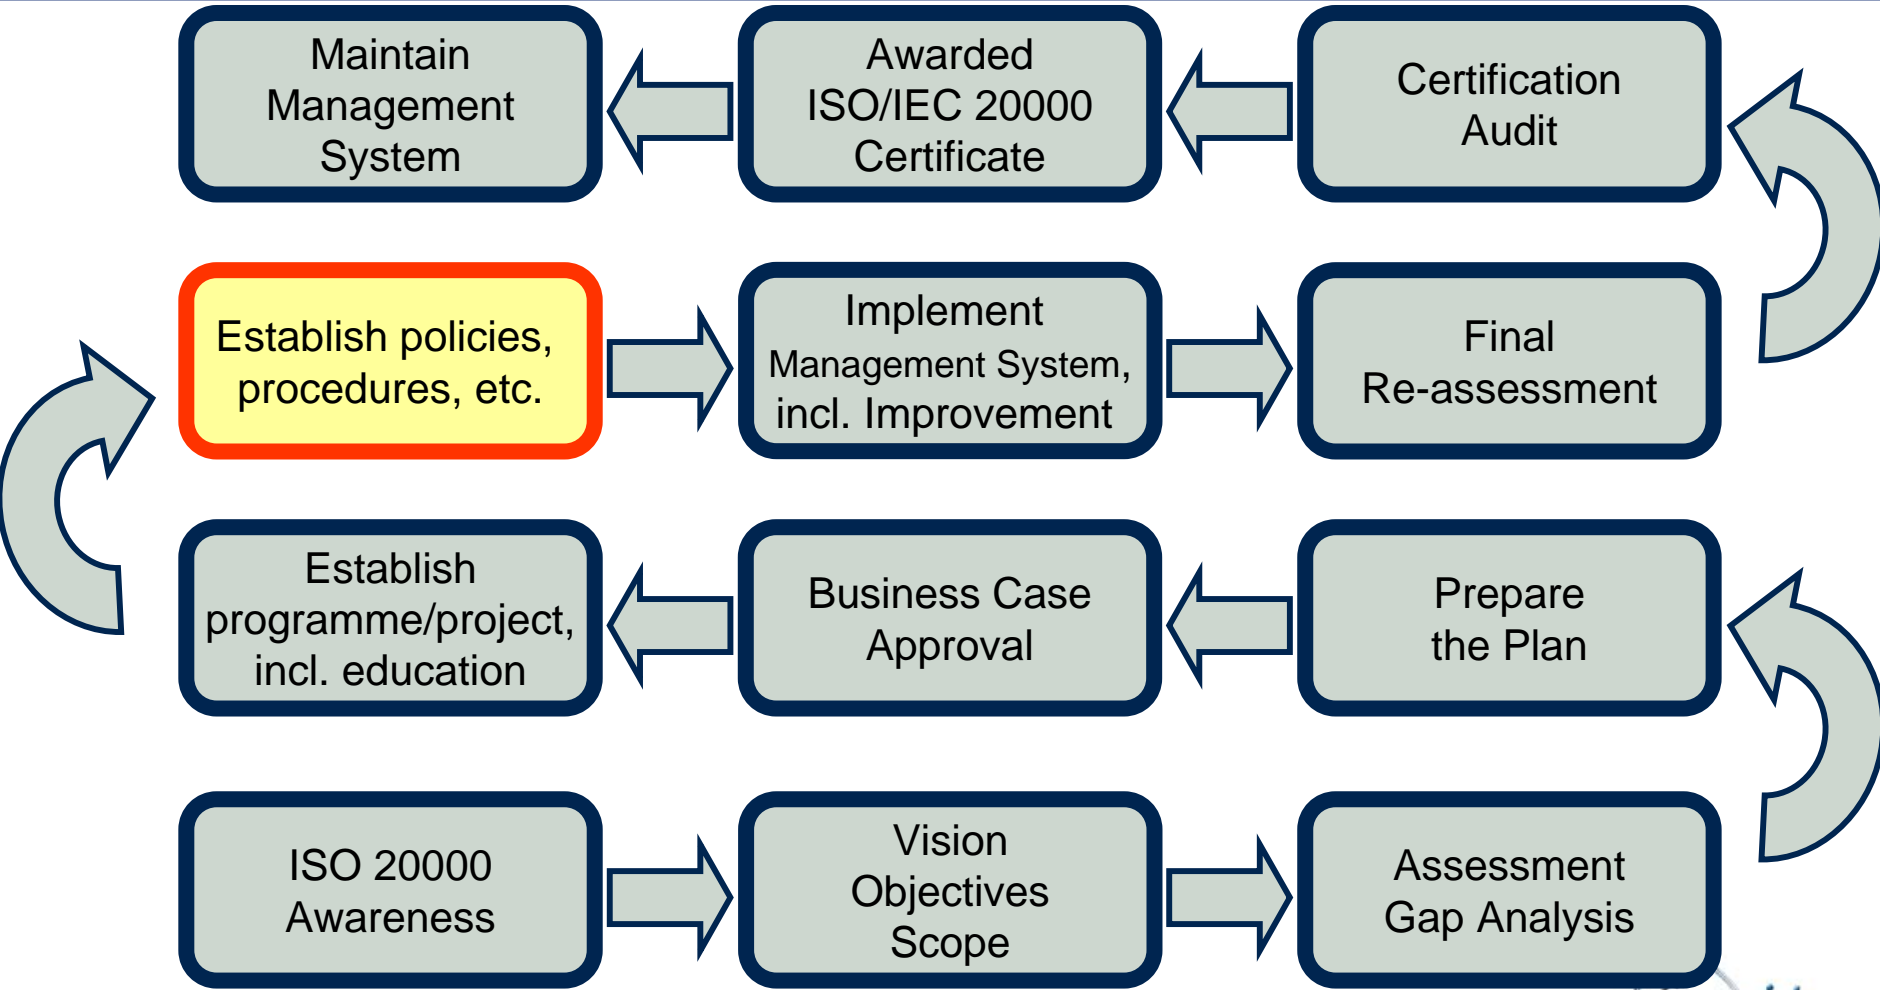 Maintain
Management
System
Awarded
ISO/IEC 20000
Certificate
Certification
Audit
Establish policies,
procedures, etc.
Implement
Management System,
incl. Improvement
Final
Re-assessment
Establish
programme/project,
incl. education
Business Case
Approval
Prepare
the Plan
ISO 20000
Awareness
Vision
Objectives
Scope
Assessment
Gap Analysis